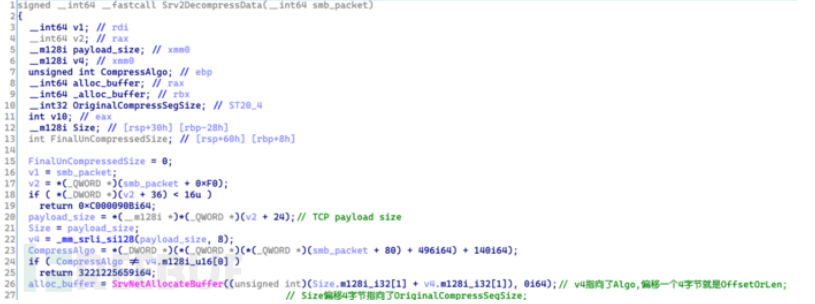 1 signed __int64 __fastcall Srv2DecompressData(__int64 smb_packet)
2 {
3 __int64 v1; // rdi
4 __int64 v2; // rax
5 __m128i payload_size; // xmm0
6 __m128i v4; // xmm0
7 unsigned int CompressAlgo; // ebp
8 __int64 alloc_buffer; // rax
9 __int64 _alloc_buffer; // rbx
10 __int32 OriginalCompressSegSize; // ST20_4
11 int v10; // eax
12 __m128i Size; // [rsp+30h] [rbp-28h]
13 int FinalUnCompressedSize; // [rsp+60h] [rbp+8h]
14
15 FinalUnCompressedSize = 0;
16 v1 = smb_packet;
17 v2 = *(_QWORD *)(smb_packet + 0×F0);
18 if ( *(_DWORD *)(v2 + 36) < 16u )
19 return 0×C000090Bi64;
20 payload_size = *(__m128i *)*(_QWORD *)(v2 + 24); // TCP payload size
21 Size = payload_size;
22 v4 = _mm_srli_si128(payload_size, 8);
23 CompressAlgo = *(_DWORD *)(*(_QWORD *)(*(_QWORD *)(smb_packet + 80) + 496i64) + 140i64);
24 if ( CompressAlgo ≠ v4.m128i_u16[0] )
25 return 3221225659i64;
26 alloc_buffer = SrvNetAllocateBuffer((unsigned int)(Size.m128i_i32[1] + v4.m128i_i32[1]), 0i64); // v4指向了Algo,偏移一个4字节就是OffsetOrLen;
27 // Size偏移4字节指向了OriginalCompressSegSize;